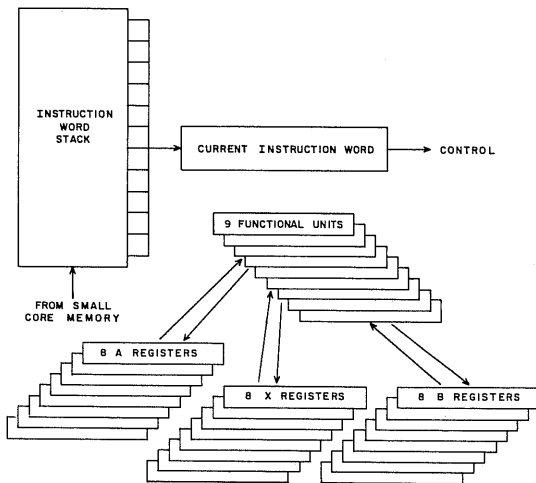 INSTRUCTION
WORD
STACK
CURRENT INSTRUCTION WORD
CONTROL
9 FUNCTIONAL UNITS
FROM SMALL
CORE MEMORY
8 A REGISTERS
8 X REGISTERS
8 B REGISTERS